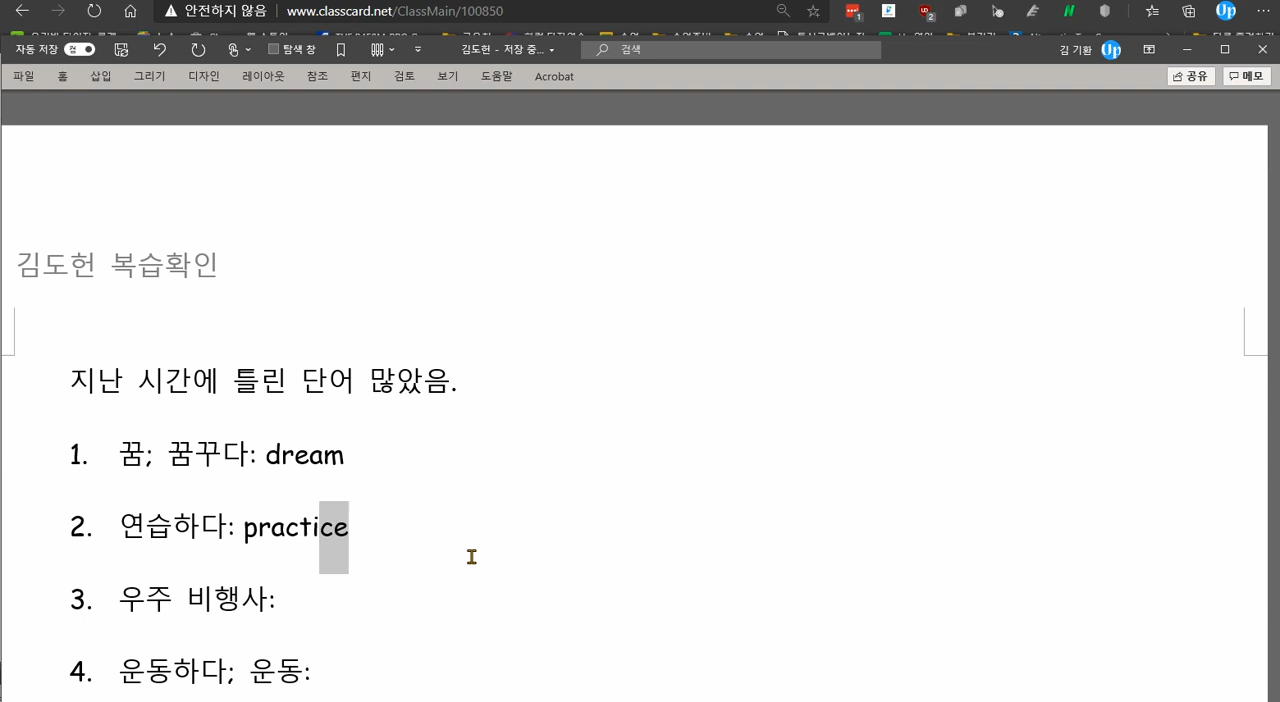 안전하지 않음 www.classcard.net/ClassMain/100850 Up
자동 저장 김도헌 - 저장 중... 검색 김 기환 Up
탐색 창
파일 홈 삽입 그리기 디자인 레이아웃 참조 편지 검토 보기 도움말 Acrobat 공유 메모
김도헌 복습확인
지난 시간에 틀린 단어 많았음.
1. 꿈; 꿈꾸다: dream
2. 연습하다: practice
3. 우주 비행사:
4. 운동하다; 운동: